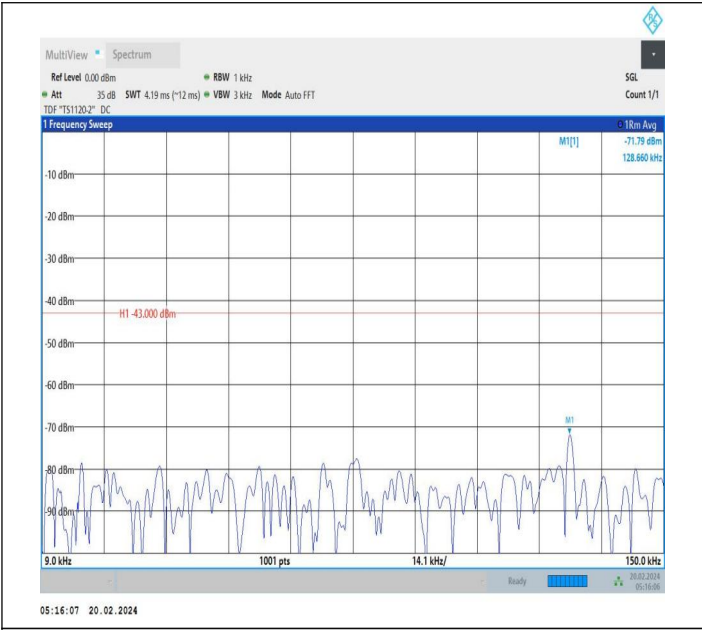 R S
MultiView Spectrum
Ref Level 0.00 dBm RBW 1 kHz SGL
Att 35 dB SWT 4.19 ms (~12 ms) VBW 3 kHz Mode Auto FFT Count 1/1
TDF "TS1120-2" DC
1 Frequency Sweep 1Rm Avg
M1[1] -71.79 dBm
128.660 kHz
-10 dBm
-20 dBm
-30 dBm
-40 dBm
H1 -43.000 dBm
-50 dBm
-60 dBm
-70 dBm
M1
-80 dBm
-90 dBm
9.0 kHz 1001 pts 14.1 kHz/ 150.0 kHz
Ready 20.02.2024
05:16:06
05:16:07 20.02.2024